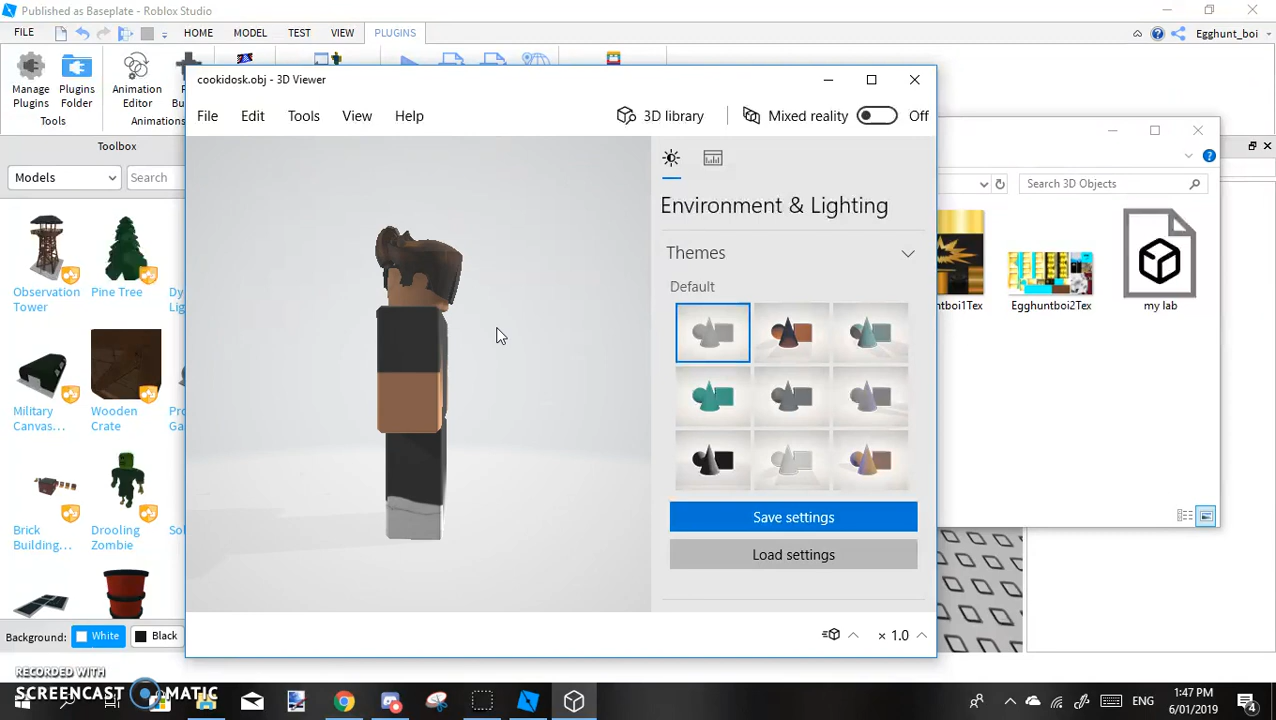 Published as Baseplate - Roblox Studio
FILE
HOME
MODEL
TEST
VIEW
PLUGINS
Egghunt_boi
Manage Plugins
Plugins Folder
Animation Editor
Tools
Animations
Toolbox
Models
Search
Observation Tower
Pine Tree
Military Canvas...
Wooden Crate
Brick Building...
Drooling Zombie
Background:
White
Black
cookidosk.obj - 3D Viewer
File
Edit
Tools
View
Help
3D library
Mixed reality
Off
Environment & Lighting
Themes
Default
Save settings
Load settings
× 1.0
Search 3D Objects
Egghuntboi2Tex
my lab
RECORDED WITH
SCREENCAST MATIC
ENG
1:47 PM
6/01/2019
4